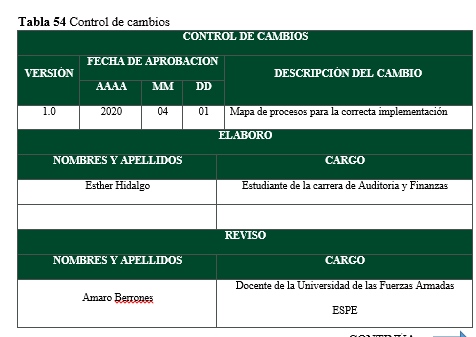 Tabla 54 Control de cambios
CONTROL DE CAMBIOS
VERSIÓN
FECHA DE APROBACION
DESCRIPCIÓN DEL CAMBIO
AAAA MM DD
1.0 2020 04 01 Mapa de procesos para la correcta implementación
ELABORO
NOMBRES Y APELLIDOS CARGO
Esther Hidalgo Estudiante de la carrera de Auditoria y Finanzas
REVISO
NOMBRES Y APELLIDOS CARGO
Amaro Berrones
Docente de la Universidad de las Fuerzas Armadas
ESPE